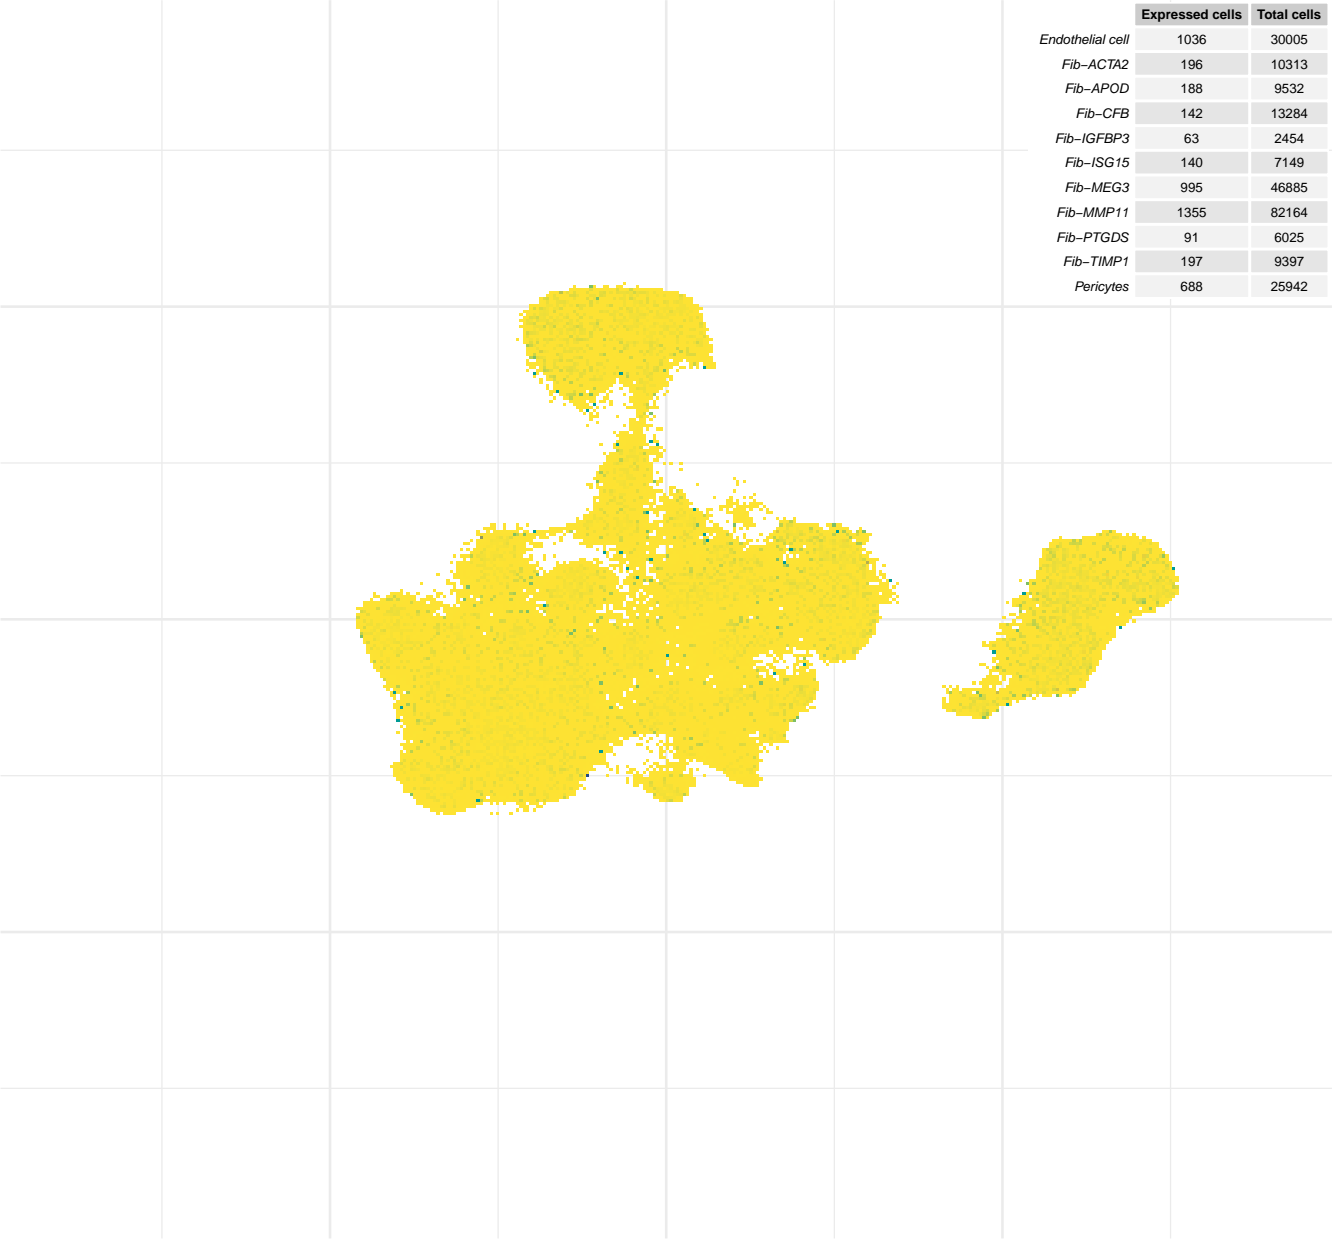 Expressed cells Total cells
Endothelial cell 1036 30005
Fib−ACTA2 196 10313
Fib−APOD 188 9532
Fib−CFB 142 13284
Fib−IGFBP3 63 2454
Fib−ISG15 140 7149
Fib−MEG3 995 46885
Fib−MMP11 1355 82164
Fib−PTGDS 91 6025
Fib−TIMP1 197 9397
Pericytes 688 25942